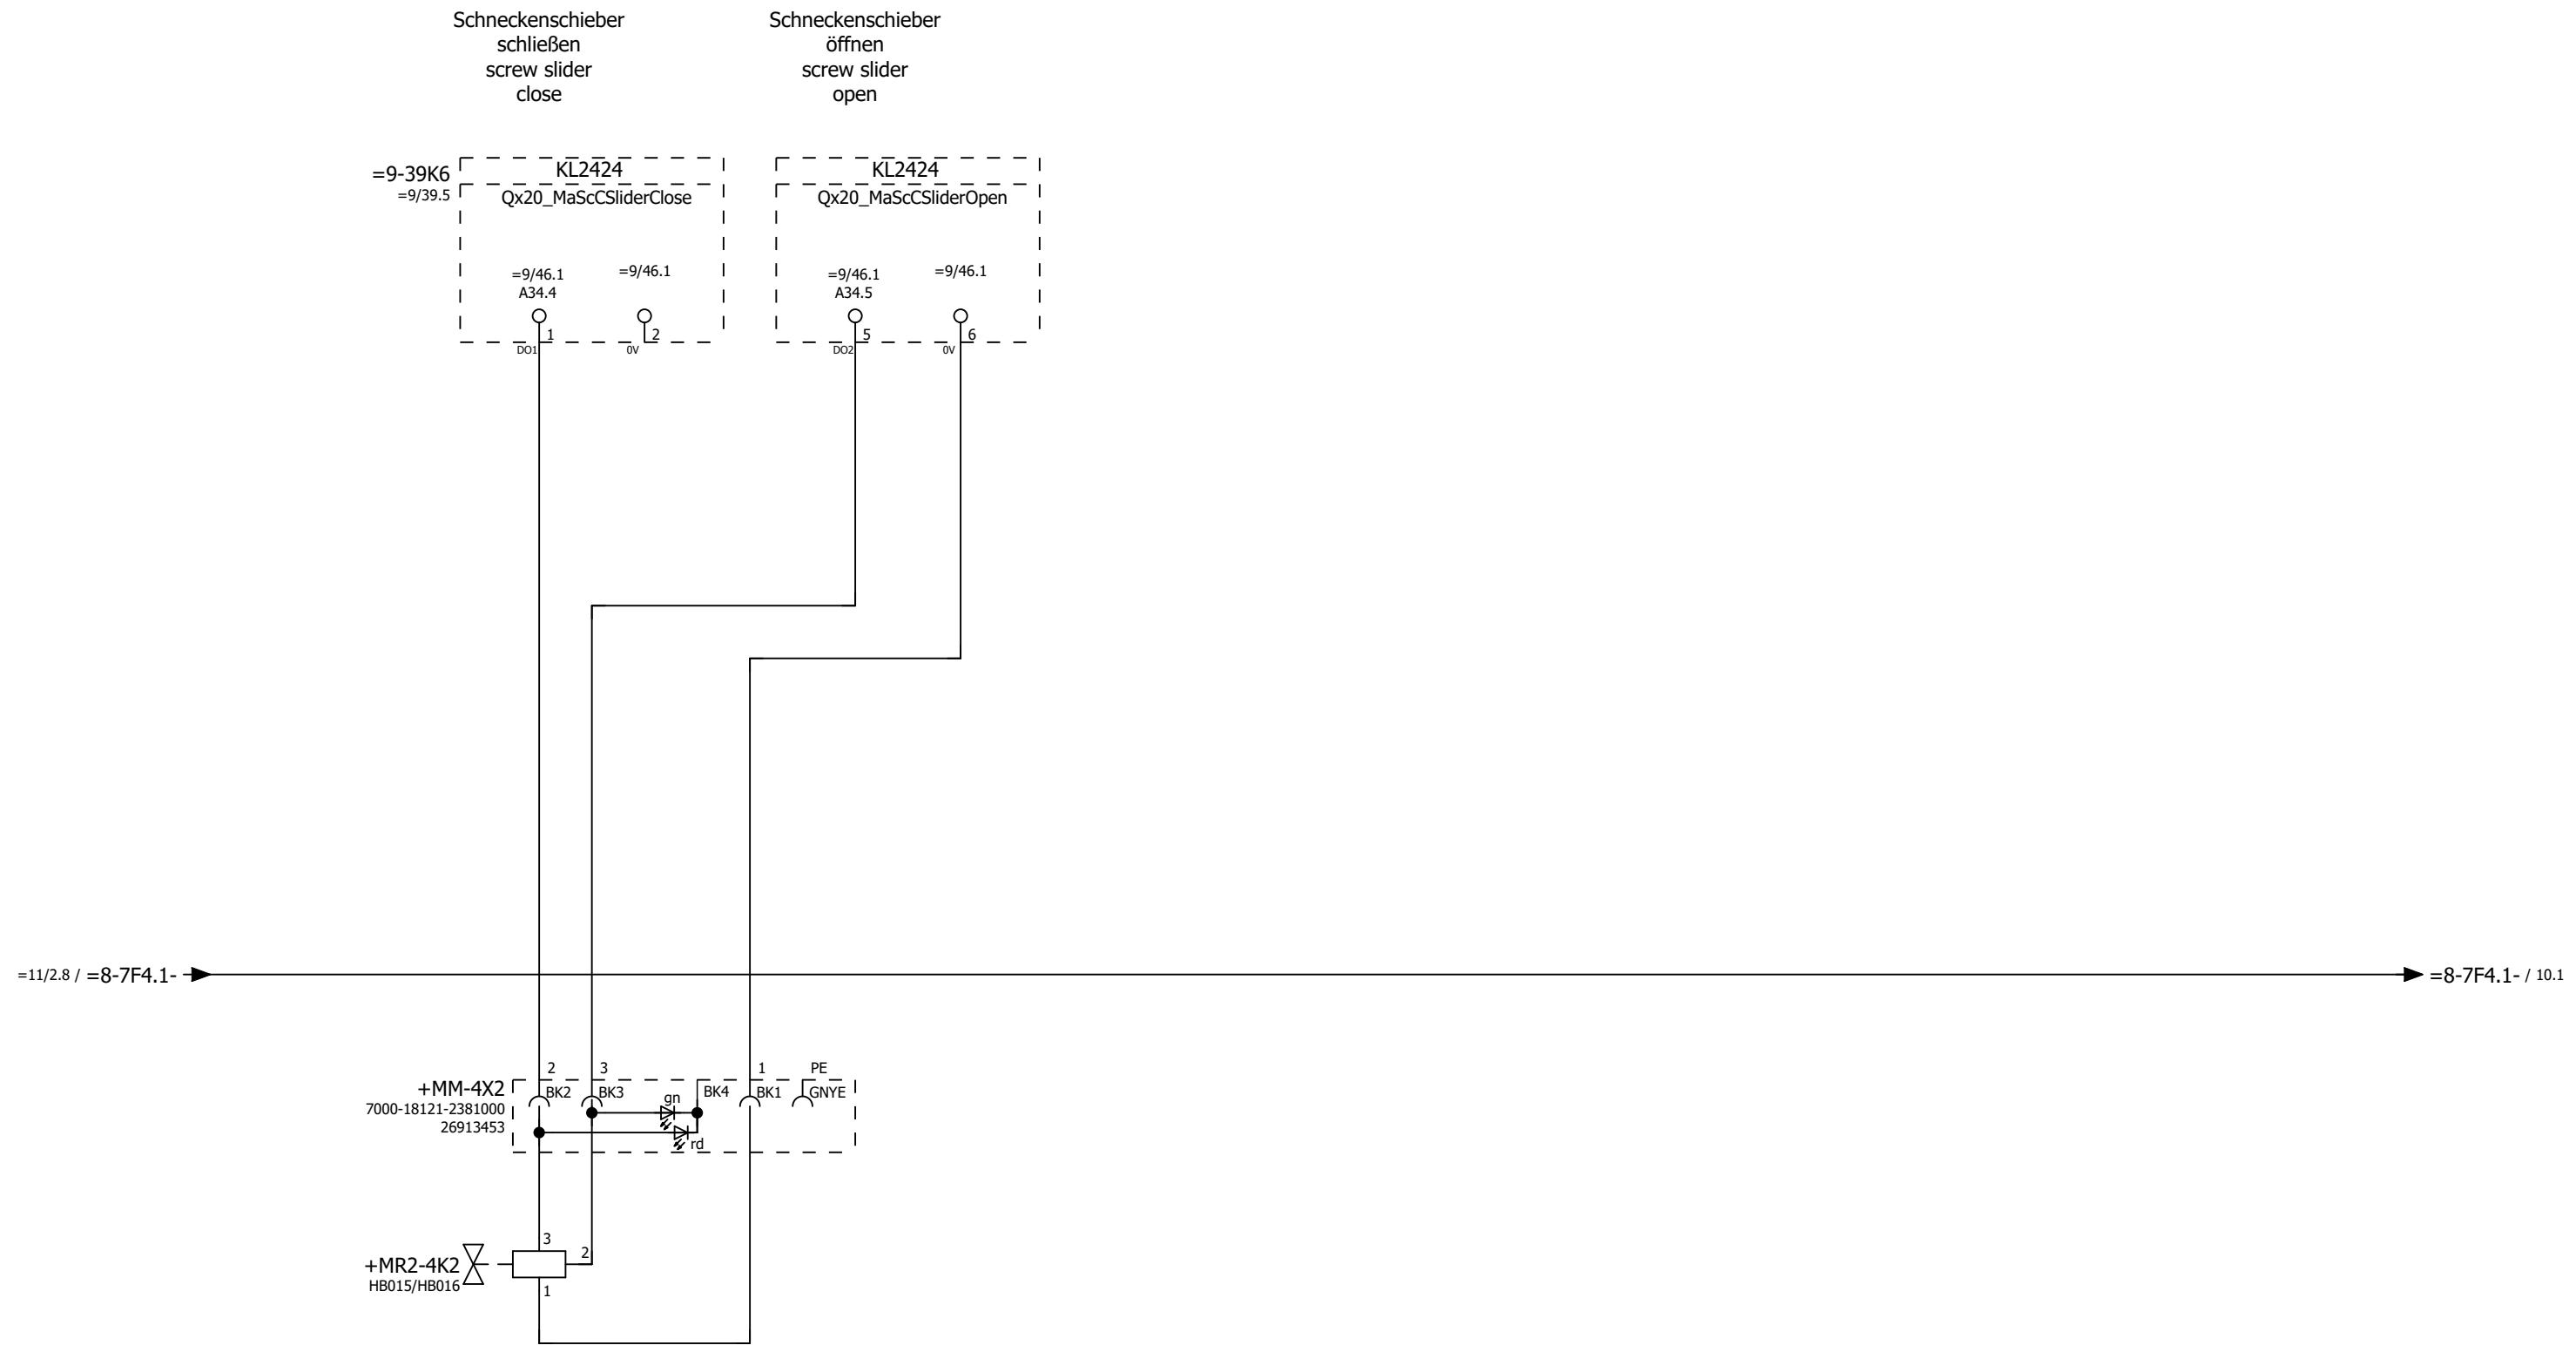 Schneckenschieber
schließen
screw slider
close
Schneckenschieber
öffnen
screw slider
open
=9-39K6
=9/39.5
KL2424
Qx20_MaScCSliderClose
=9/46.1
A34.4
=9/46.1
1
2
DO1
0V
KL2424
Qx20_MaScCSliderOpen
=9/46.1
A34.5
=9/46.1
5
6
DO2
0V
=11/2.8 / =8-7F4.1-
=8-7F4.1- / 10.1
+MM-4X2
7000-18121-2381000
26913453
2
3
1
PE
BK2
BK3
BK4
BK1
GNYE
gn
rd
+MR2-4K2
HB015/HB016
3
2
1